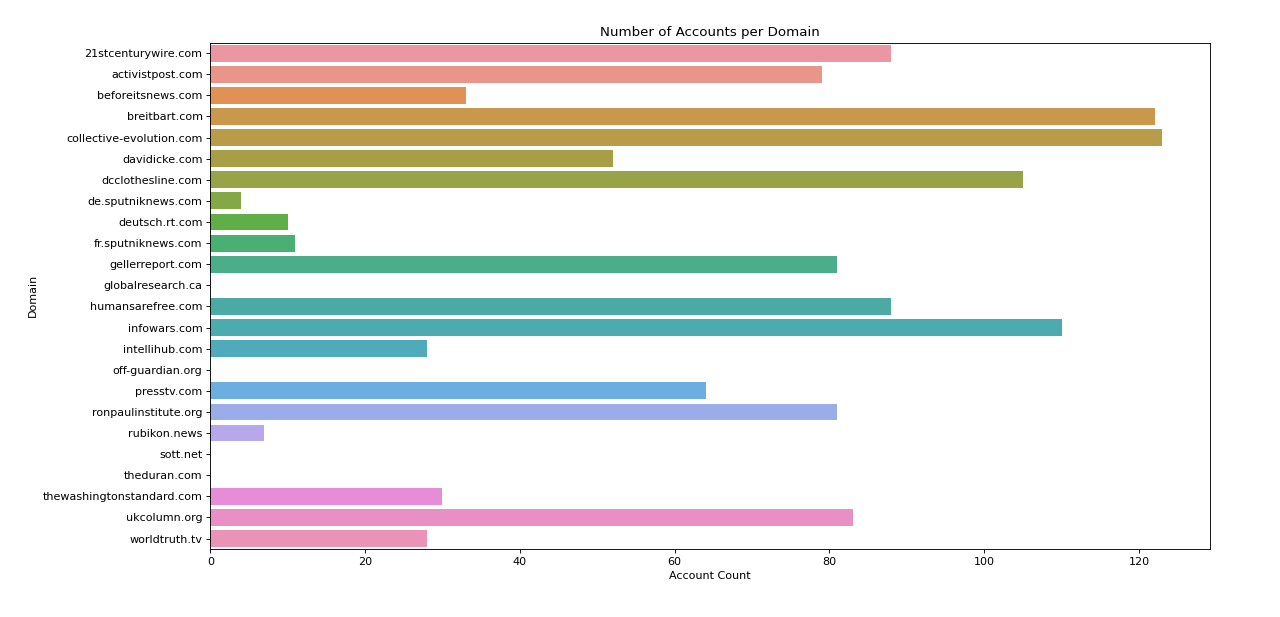 Number of Accounts per Domain
21stcenturywire.com
activistpost.com
beforeitsnews.com
breitbart.com
collective-evolution.com
davidicke.com
dcclothesline.com
de.sputniknews.com
deutsch.rt.com
fr.sputniknews.com
gellerreport.com
globalresearch.ca
humansarefree.com
infowars.com
intellihub.com
off-guardian.org
presstv.com
ronpaulinstitute.org
rubikon.news
sott.net
theduran.com
thewashingtonstandard.com
ukcolumn.org
worldtruth.tv
Domain
0 20 40 60 80 100 120
Account Count